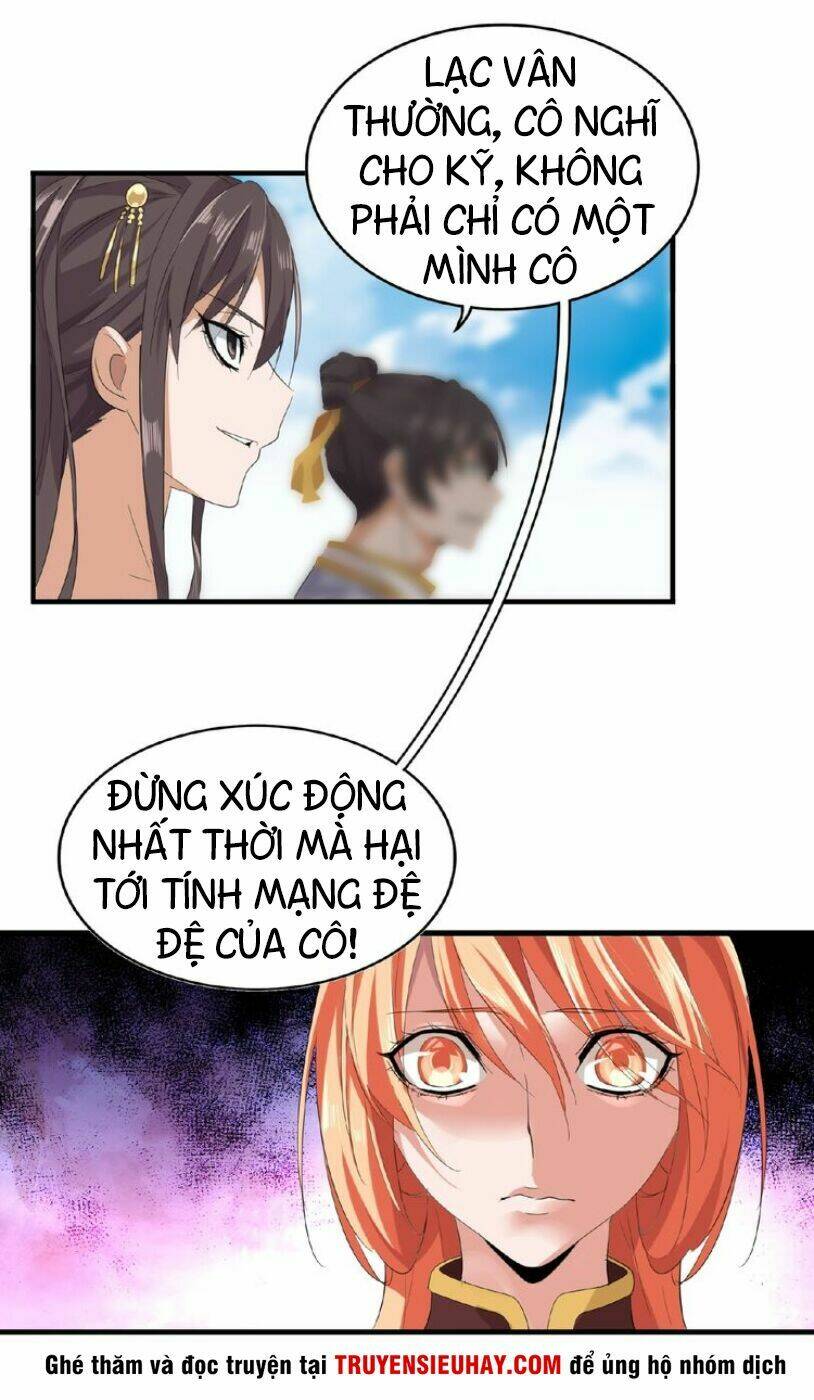 LẠC VÂN
THƯỜNG, CÔ NGHĨ
CHO KỸ, KHÔNG
PHẢI CHỈ CÓ MỘT
MÌNH CÔ
ĐỪNG XÚC ĐỘNG
NHẤT THỜI MÀ HẠI
TỚI TÍNH MẠNG ĐỆ
ĐỆ CỦA CÔ!
Ghé thăm và đọc truyện tại TRUYENSIEUHAY.COM để ủng hộ nhóm dịch